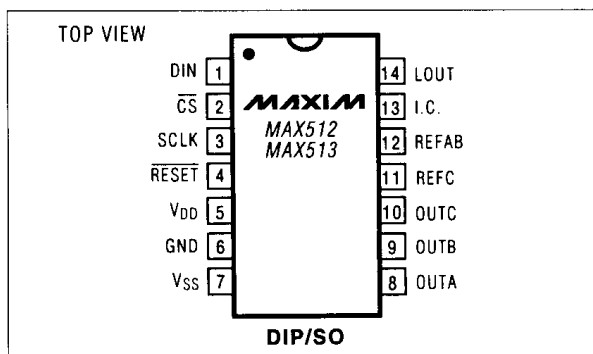 TOP VIEW
DIN 1
CS 2
SCLK 3
RESET 4
VDD 5
GND 6
VSS 7
MAXIM
MAX512
MAX513
14 LOUT
13 I.C.
12 REFAB
11 REFC
10 OUTC
9 OUTB
8 OUTA
DIP/SO